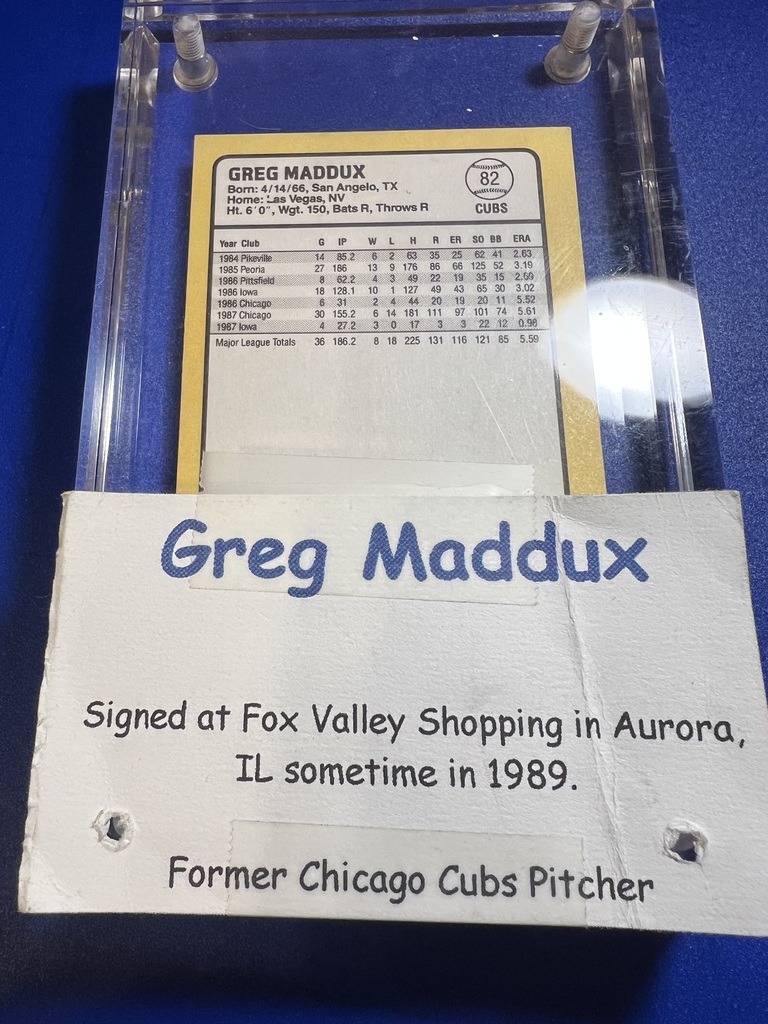 GREG MADDUX
Born: 4/14/66, San Angelo, TX
Home: Las Vegas, NV
Ht. 6'0", Wgt. 150, Bats R, Throws R
82
CUBS
Year Club G IP W L H R ER SO BB ERA
1984 Pikeville 14 85.2 6 2 63 35 25 62 41 2.63
1985 Peoria 27 186 13 9 176 86 66 125 52 3.19
1986 Pittsfield 8 62.2 4 3 49 22 19 35 15 2.69
1986 Iowa 18 128.1 10 1 127 49 43 65 30 3.02
1986 Chicago 6 31 2 4 44 20 19 20 11 5.52
1987 Chicago 30 155.2 6 14 181 111 97 101 74 5.61
1987 Iowa 4 27.2 3 0 17 3 3 22 12 0.98
Major League Totals 36 186.2 8 18 225 131 116 121 85 5.59
Greg Maddux
Signed at Fox Valley Shopping in Aurora,
IL sometime in 1989.
Former Chicago Cubs Pitcher